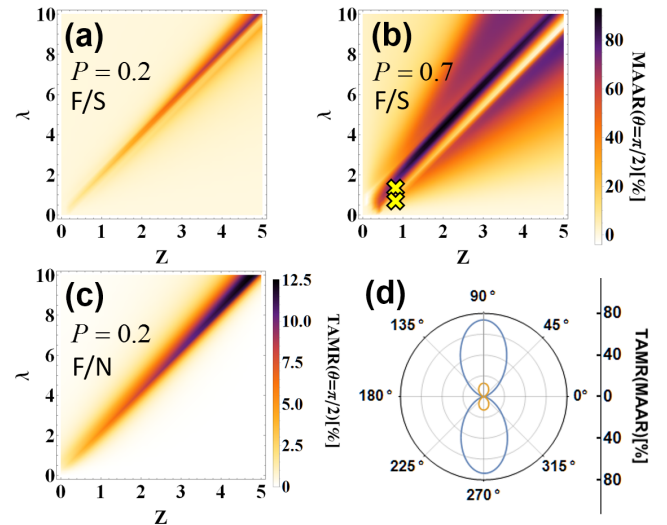 (a)
P = 0.2
F/S
λ
10
8
6
4
2
0
0 1 2 3 4 5
Z
(b)
P = 0.7
F/S
λ
10
8
6
4
2
0
0 1 2 3 4 5
Z
80
60
40
20
0
MAAR(θ=π/2)[%]
(c)
P = 0.2
F/N
λ
10
8
6
4
2
0
0 1 2 3 4 5
Z
12.5
10.0
7.5
5.0
2.5
0
TAMR(θ=π/2)[%]
(d)
90 °
135 ° 45 °
180 ° 0 °
225 ° 315 °
270 °
80
40
0
40
80
TAMR(MAAR)[%]